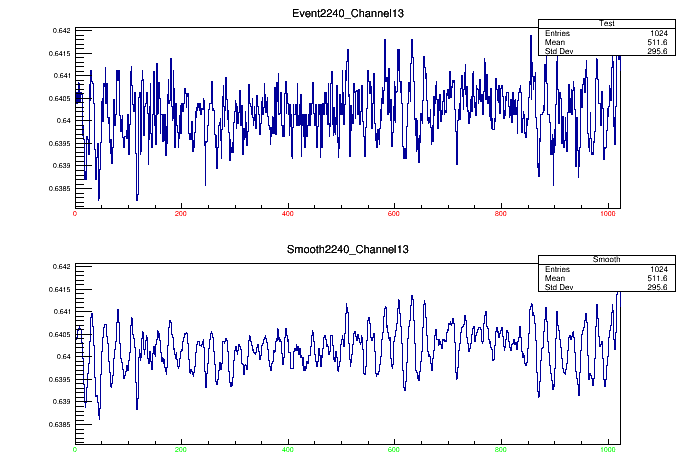 Event2240_Channel13
Test
Entries 1024
Mean 511.6
Std Dev 295.6
0.642
0.6415
0.641
0.6405
0.64
0.6395
0.639
0.6385
0 200 400 600 800 1000
Smooth2240_Channel13
Smooth
Entries 1024
Mean 511.6
Std Dev 295.6
0.642
0.6415
0.641
0.6405
0.64
0.6395
0.639
0.6385
0 200 400 600 800 1000